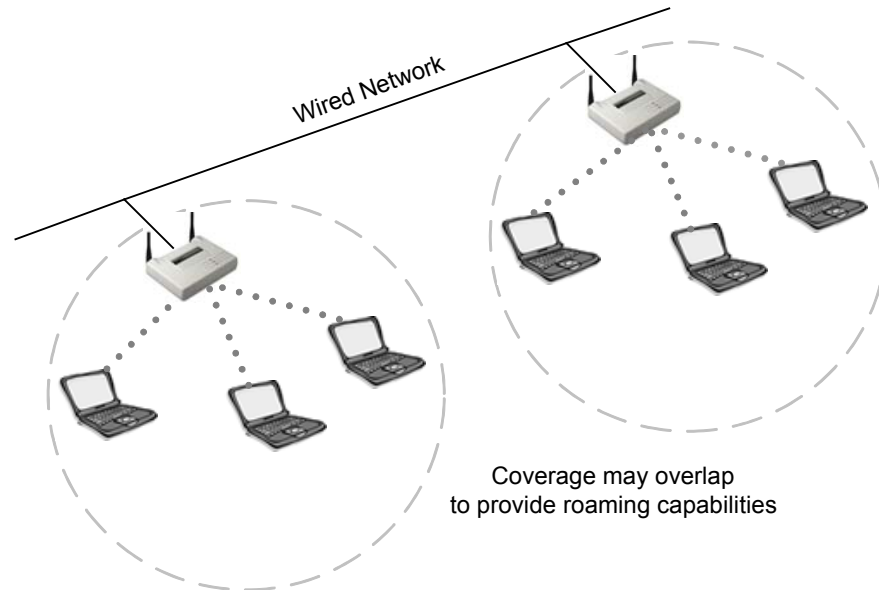 Wired Network
Coverage may overlap
to provide roaming capabilities